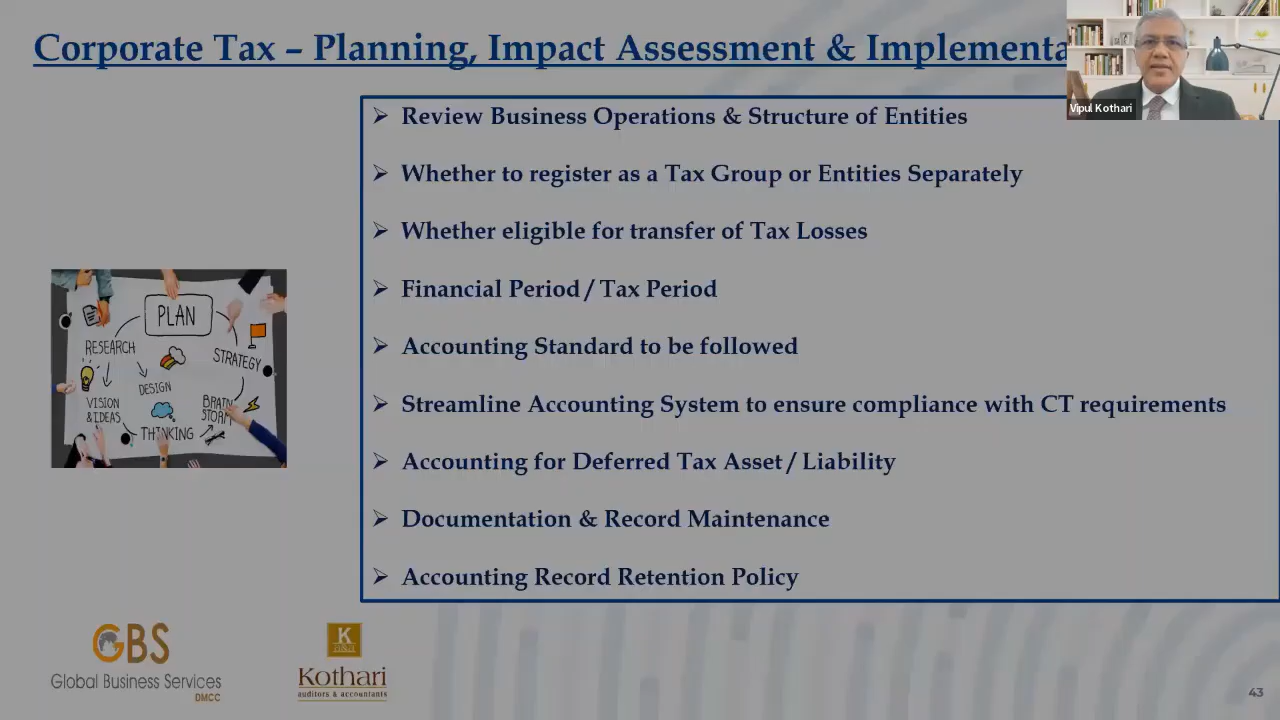 Corporate Tax – Planning, Impact Assessment & Implementa
Vipul Kothari
➢ Review Business Operations & Structure of Entities
➢ Whether to register as a Tax Group or Entities Separately
➢ Whether eligible for transfer of Tax Losses
➢ Financial Period / Tax Period
➢ Accounting Standard to be followed
➢ Streamline Accounting System to ensure compliance with CT requirements
➢ Accounting for Deferred Tax Asset / Liability
➢ Documentation & Record Maintenance
➢ Accounting Record Retention Policy
PLAN
RESEARCH
STRATEGY
DESIGN
VISION
& IDEAS
BRAIN
STORM
THINKING
GBS
Global Business Services
DMCC
K
a&a
Kothari
auditors & accountants
43